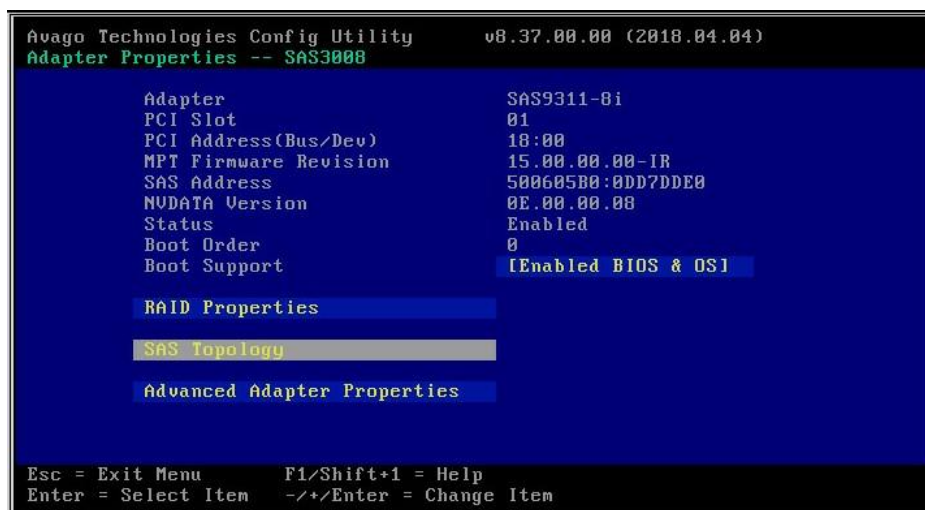 Avago Technologies Config Utility v8.37.00.00 (2018.04.04)
Adapter Properties -- SAS3008
Adapter SAS9311-8i
PCI Slot 01
PCI Address(Bus/Dev) 18:00
MPT Firmware Revision 15.00.00.00-IR
SAS Address 500605B0:0DD7DDE0
NVDATA Version 0E.00.00.08
Status Enabled
Boot Order 0
Boot Support [Enabled BIOS & OS]
RAID Properties
SAS Topology
Advanced Adapter Properties
Esc = Exit Menu F1/Shift+1 = Help
Enter = Select Item -/+/Enter = Change Item